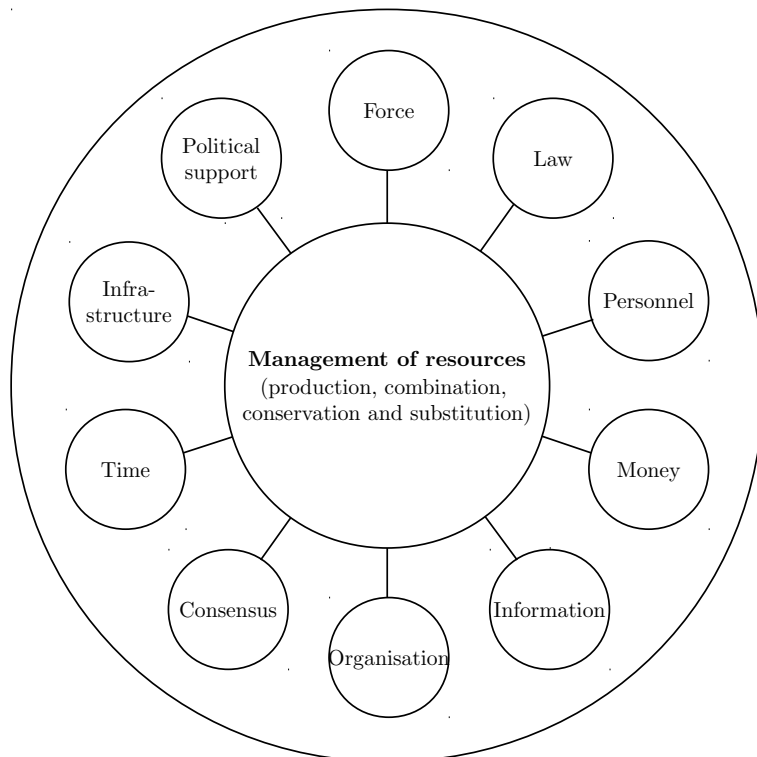 Force
Political
support
Law
Infra-
structure
Personnel
Management of resources
(production, combination,
conservation and substitution)
Time
Money
Consensus
Information
Organisation